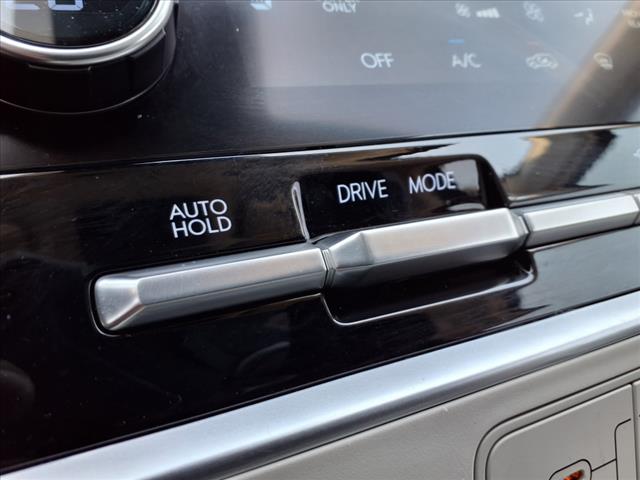 ONLY
OFF A/C
AUTO
HOLD
DRIVE MODE